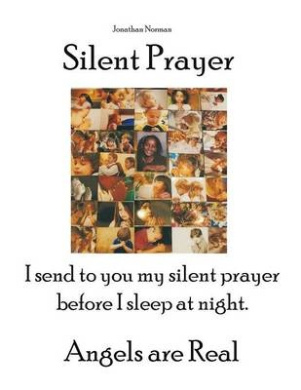 Jonathan Norman
Silent Prayer
I send to you my silent prayer
before I sleep at night.
Angels are Real